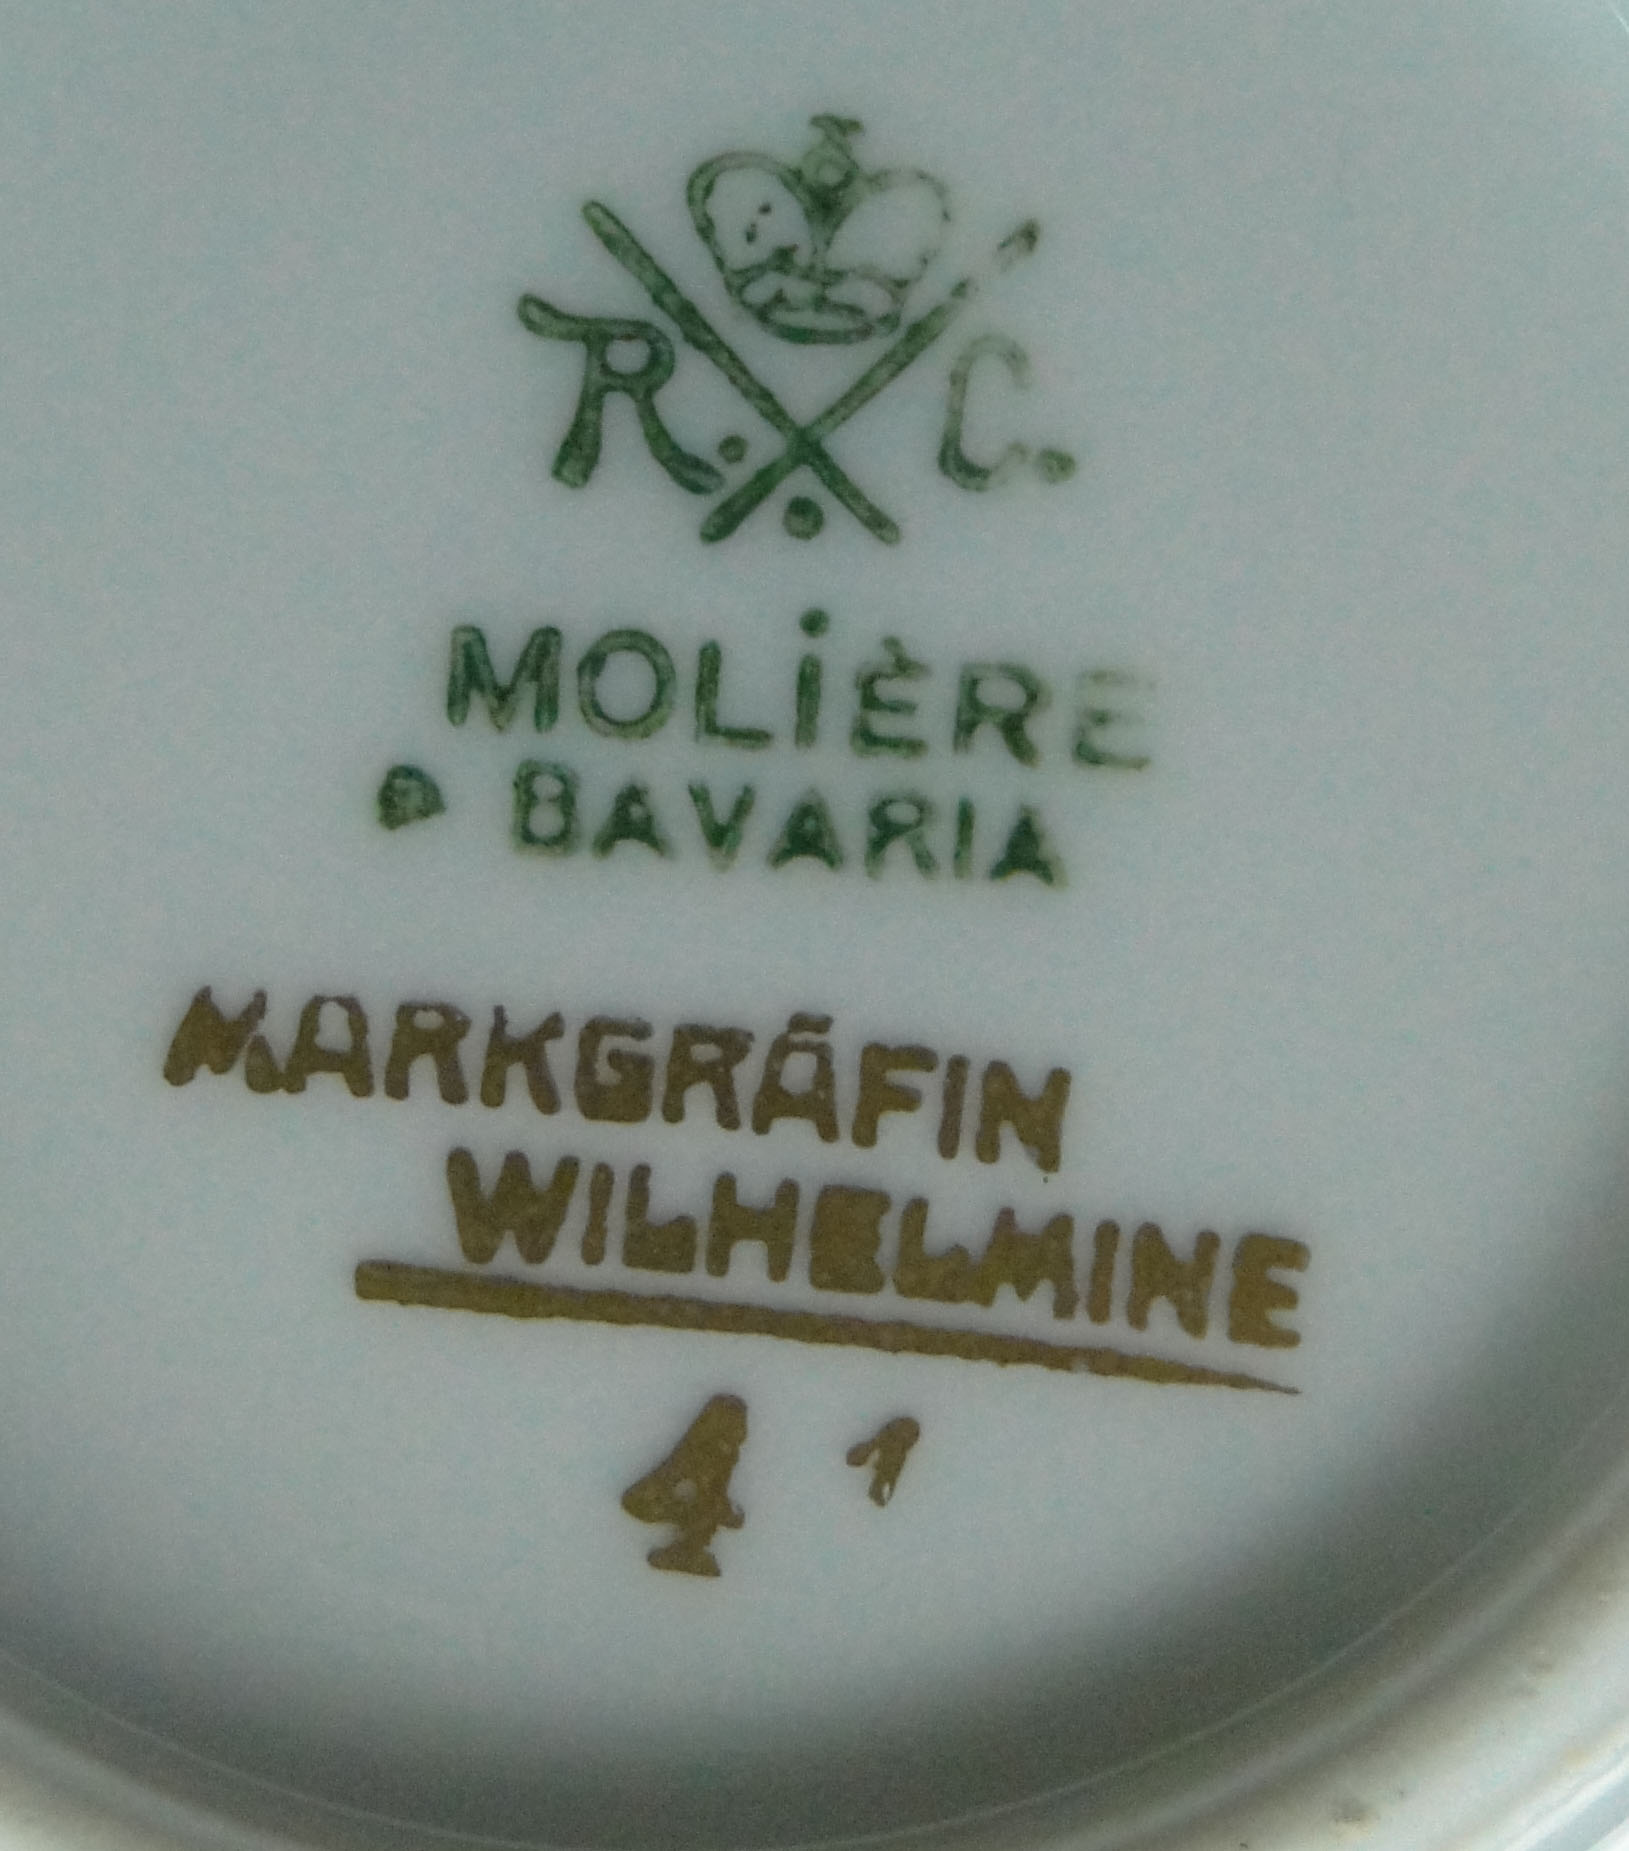 R. C.
MOLIÈRE
BAVARIA
MARKGRÄFIN
WILHELMINE
4 1